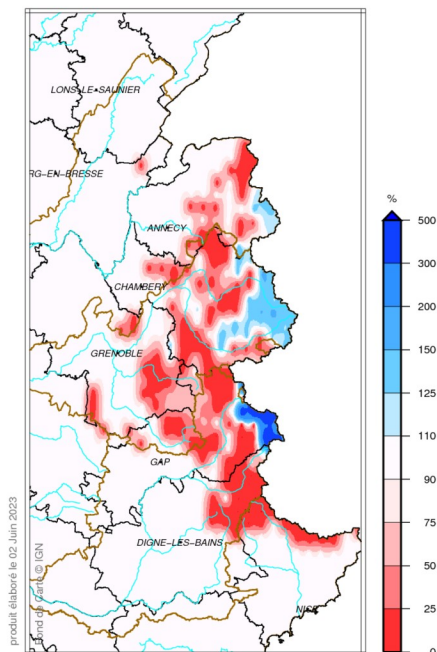 LONS-LE-SAUNIER
RG-EN-BRESSE
ANNECY
CHAMBERY
GRENOBLE
GAP
DIGNE-LES-BAINS
NICE
%
500
300
200
150
125
110
90
75
50
25
0
produit élaboré le 02 Juin 2023
fond de Carte © IGN